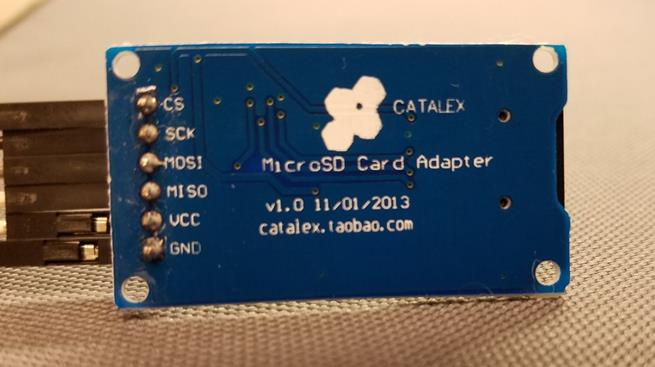 CS
SCK
MOSI
MISO
VCC
GND
CATALEX
MicroSD Card Adapter
v1.0 11/01/2013
catalex.taobao.com